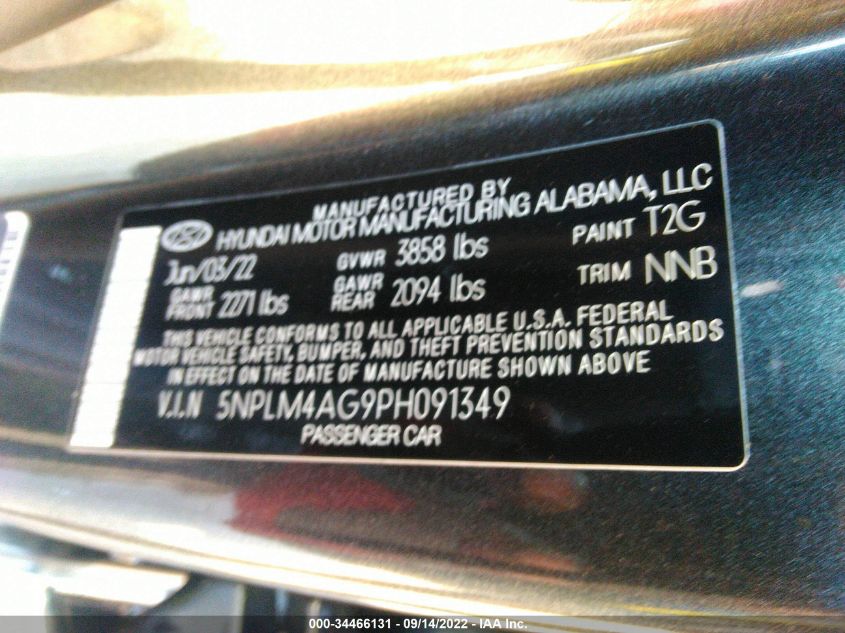 MANUFACTURED BY
HYUNDAI MOTOR MANUFACTURING ALABAMA, LLC
Jun/03/22 GVWR 3858 lbs PAINT T2G
GAWR FRONT 2271 lbs GAWR REAR 2094 lbs TRIM NNB
THIS VEHICLE CONFORMS TO ALL APPLICABLE U.S.A. FEDERAL
MOTOR VEHICLE SAFETY, BUMPER, AND THEFT PREVENTION STANDARDS
IN EFFECT ON THE DATE OF MANUFACTURE SHOWN ABOVE
V.I.N 5NPLM4AG9PH091349
PASSENGER CAR
000-34466131 - 09/14/2022 - IAA Inc.